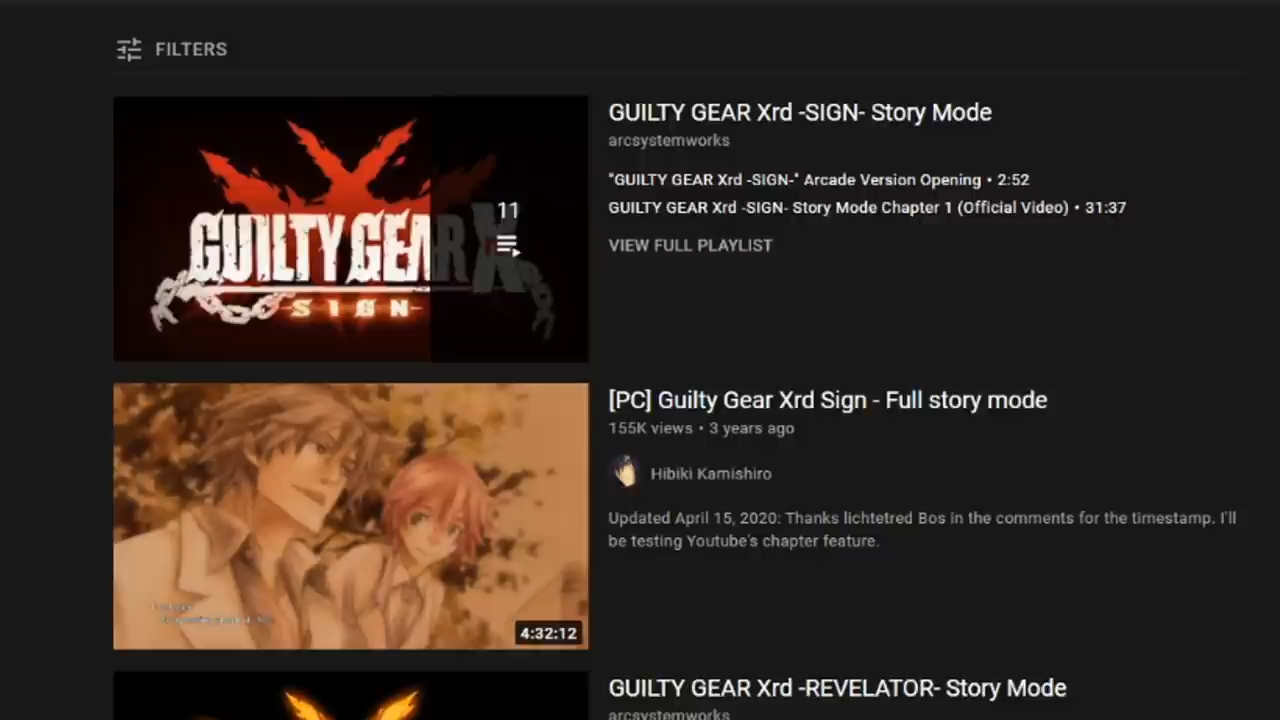 FILTERS
GUILTY GEAR X
-SIGN-
11
GUILTY GEAR Xrd -SIGN- Story Mode
arcsystemworks
"GUILTY GEAR Xrd -SIGN-" Arcade Version Opening • 2:52
GUILTY GEAR Xrd -SIGN- Story Mode Chapter 1 (Official Video) • 31:37
VIEW FULL PLAYLIST
4:32:12
[PC] Guilty Gear Xrd Sign - Full story mode
155K views • 3 years ago
Hibiki Kamishiro
Updated April 15, 2020: Thanks lichtetred Bos in the comments for the timestamp. I'll
be testing Youtube's chapter feature.
GUILTY GEAR Xrd -REVELATOR- Story Mode
arcsystemworks